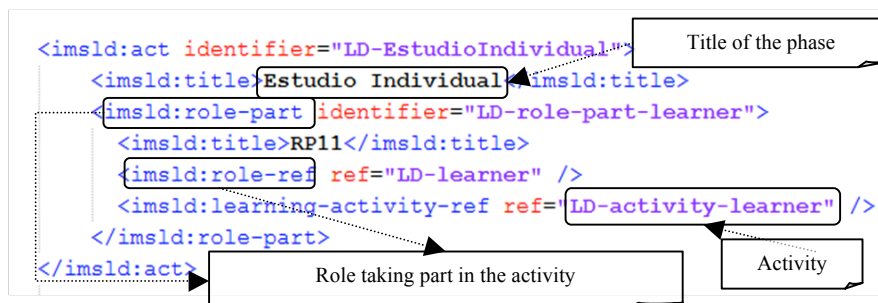 <imsld:act identifier="LD-EstudioIndividual">
Title of the phase
<imsld:title>Estudio Individual</imsld:title>
<imsld:role-part identifier="LD-role-part-learner">
<imsld:title>RP11</imsld:title>
<imsld:role-ref ref="LD-learner" />
<imsld:learning-activity-ref ref="LD-activity-learner" />
</imsld:role-part>
Activity
</imsld:act>
Role taking part in the activity